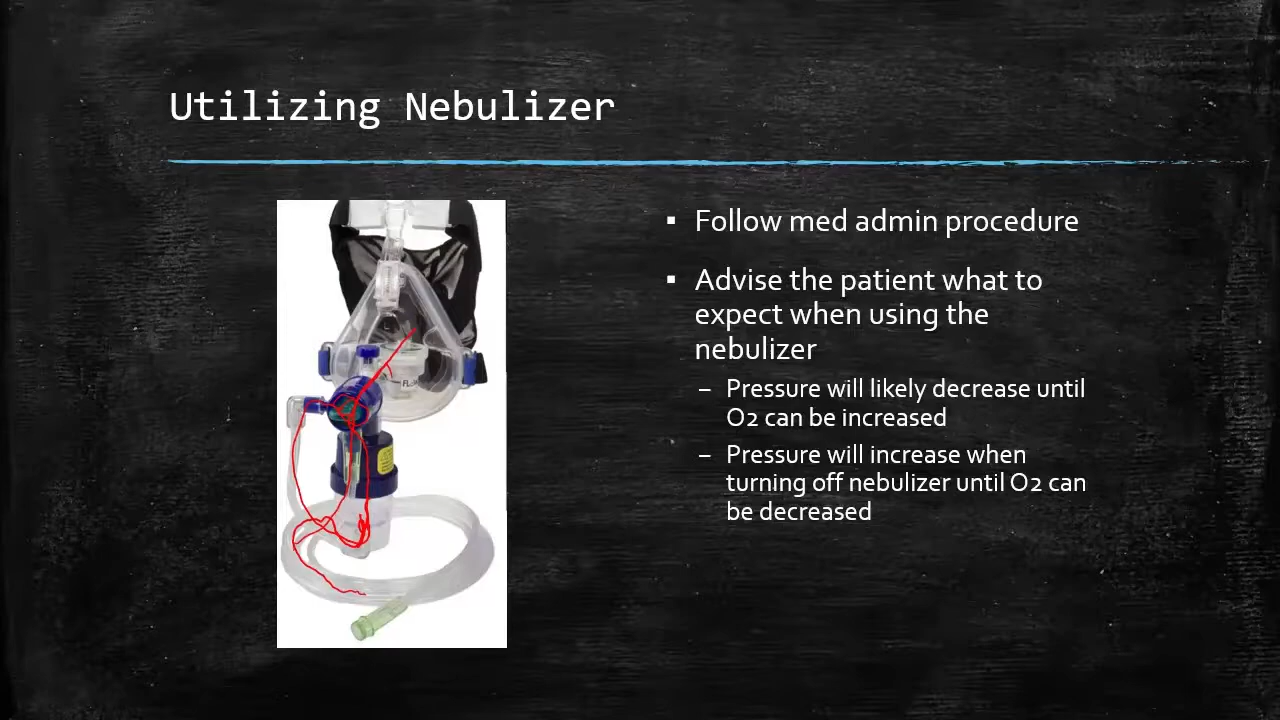 Utilizing Nebulizer
▪ Follow med admin procedure
▪ Advise the patient what to
expect when using the
nebulizer
– Pressure will likely decrease until
O2 can be increased
– Pressure will increase when
turning off nebulizer until O2 can
be decreased